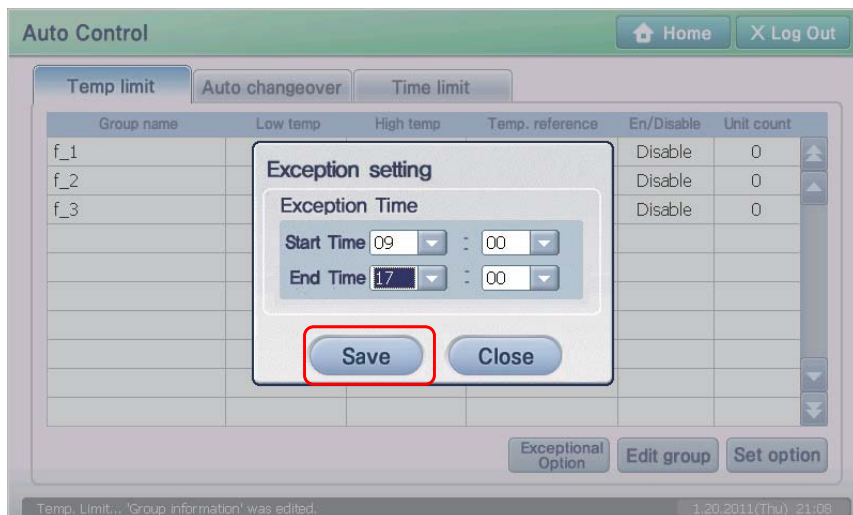 Auto Control Home X Log Out
Temp limit Auto changeover Time limit
Group name Low temp High temp Temp. reference En/Disable Unit count
f_1 Disable 0
f_2 Disable 0
f_3 Disable 0
Exception setting
Exception Time
Start Time 09 : 00
End Time 17 : 00
Save Close
Exceptional
Option Edit group Set option
Temp. Limit... 'Group information' was edited. 1.20.2011(Thu) 21:08